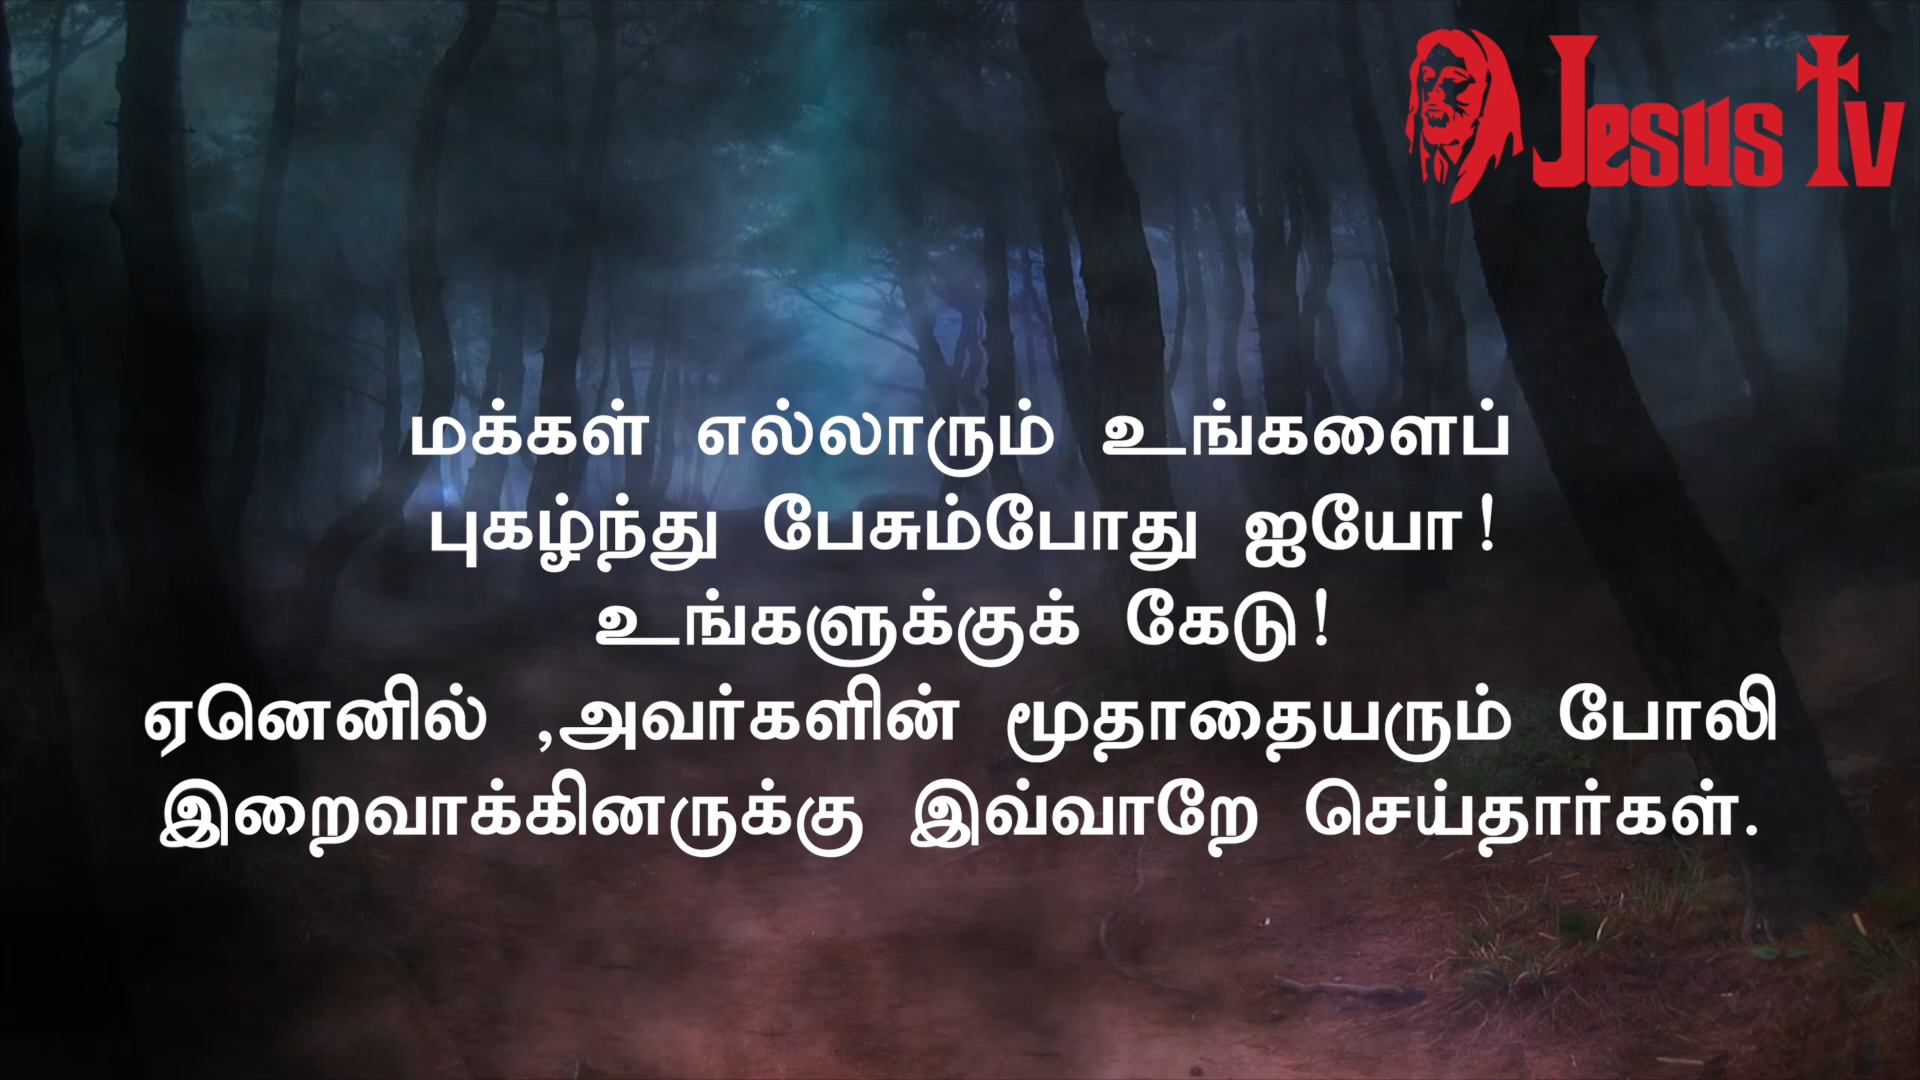 Jesus Tv
மக்கள் எல்லாரும் உங்களைப்
புகழ்ந்து பேசும்போது ஐயோ!
உங்களுக்குக் கேடு!
ஏனெனில் ,அவர்களின் மூதாதையரும் போலி
இறைவாக்கினருக்கு இவ்வாறே செய்தார்கள்.